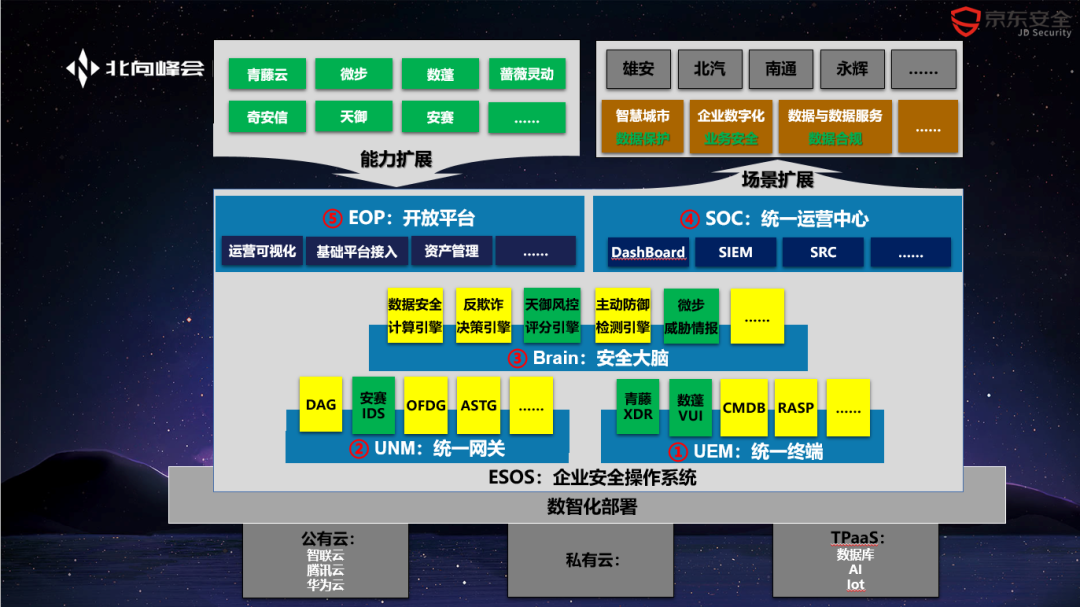 京东安全
JD Security
北向峰会
青藤云
微步
数蓬
蔷薇灵动
奇安信
天御
安赛
......
能力扩展
雄安
北汽
南通
永辉
......
智慧城市
数据保护
企业数字化
业务安全
数据与数据服务
数据合规
......
场景扩展
⑤ EOP：开放平台
运营可视化
基础平台接入
资产管理
......
④ SOC：统一运营中心
DashBoard
SIEM
SRC
......
数据安全
计算引擎
反欺诈
决策引擎
天御风控
评分引擎
主动防御
检测引擎
微步
威胁情报
......
③ Brain：安全大脑
DAG
安赛
IDS
OFDG
ASTG
......
② UNM：统一网关
青藤
XDR
数蓬
VUI
CMDB
RASP
......
① UEM：统一终端
ESOS：企业安全操作系统
数智化部署
公有云：
智联云
腾讯云
华为云
私有云：
TPaaS：
数据库
AI
Iot